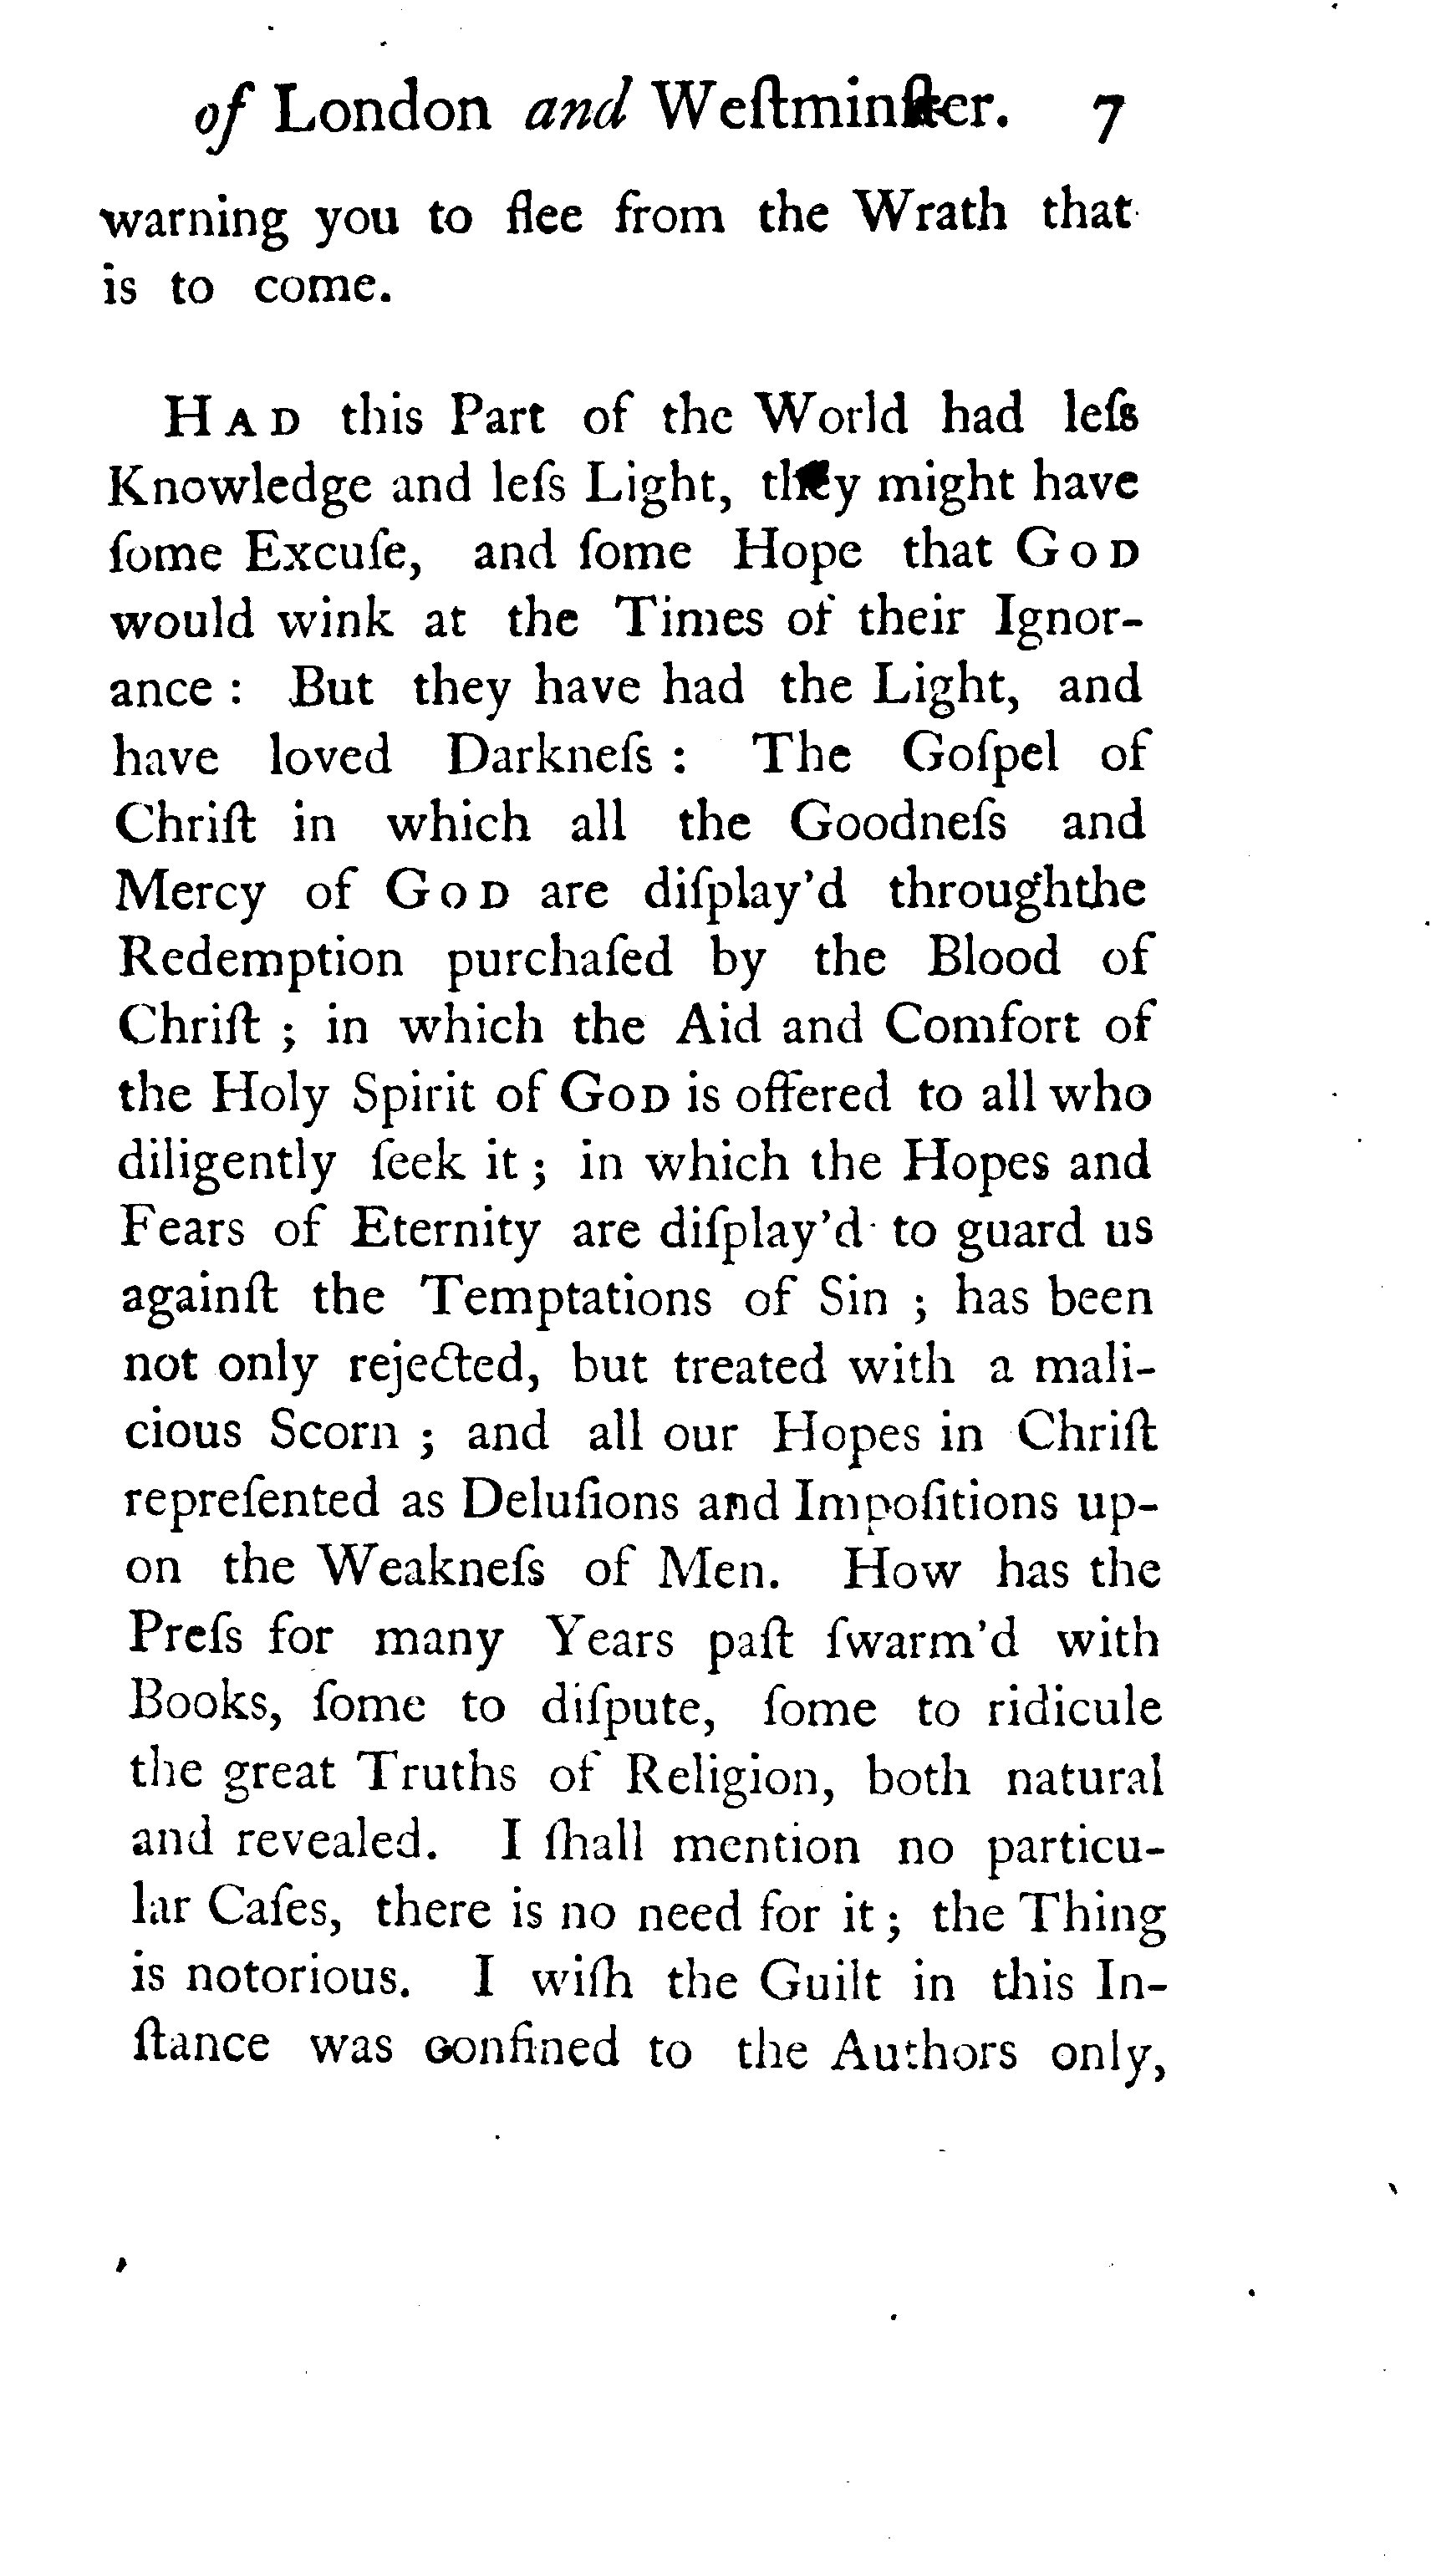 of London and Weſtminſter. 7
warning you to flee from the Wrath that
is to come.
HAD this Part of the World had leſs
Knowledge and leſs Light, they might have
ſome Excuſe, and ſome Hope that GOD
would wink at the Times of their Ignor-
ance : But they have had the Light, and
have loved Darkneſs : The Goſpel of
Chriſt in which all the Goodneſs and
Mercy of GOD are diſplay'd throughthe
Redemption purchaſed by the Blood of
Chriſt ; in which the Aid and Comfort of
the Holy Spirit of GOD is offered to all who
diligently ſeek it ; in which the Hopes and
Fears of Eternity are diſplay'd to guard us
againſt the Temptations of Sin ; has been
not only rejected, but treated with a mali-
cious Scorn ; and all our Hopes in Chriſt
repreſented as Deluſions and Impoſitions up-
on the Weakneſs of Men. How has the
Preſs for many Years paſt ſwarm'd with
Books, ſome to diſpute, ſome to ridicule
the great Truths of Religion, both natural
and revealed. I ſhall mention no particu-
lar Caſes, there is no need for it ; the Thing
is notorious. I wiſh the Guilt in this In-
ſtance was confined to the Authors only,